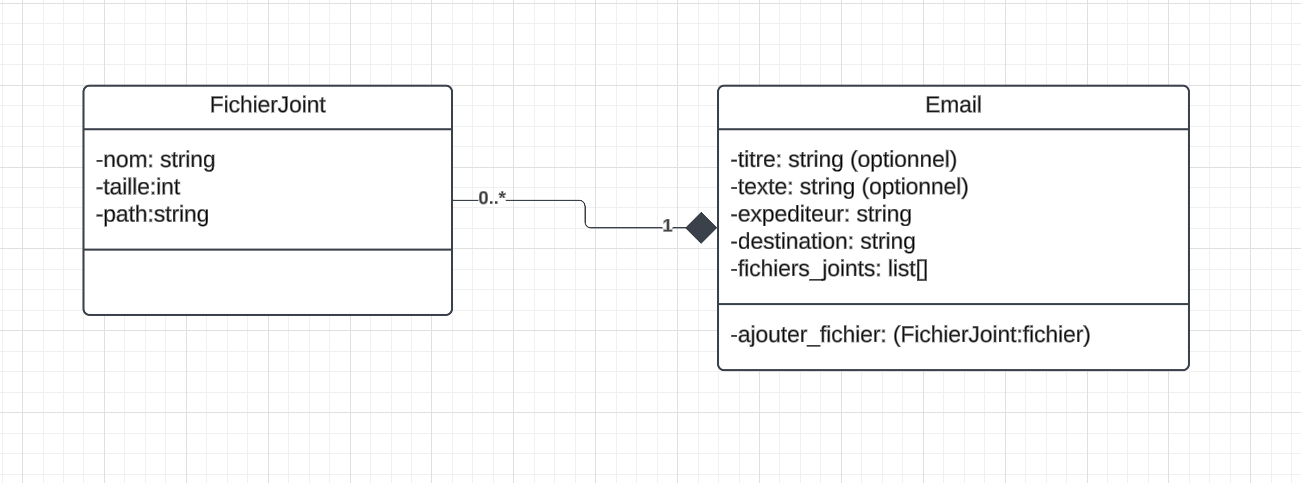 FichierJoint
-nom: string
-taille:int
-path:string
0..*
1
Email
-titre: string (optionnel)
-texte: string (optionnel)
-expediteur: string
-destination: string
-fichiers_joints: list[]
-ajouter_fichier: (FichierJoint:fichier)